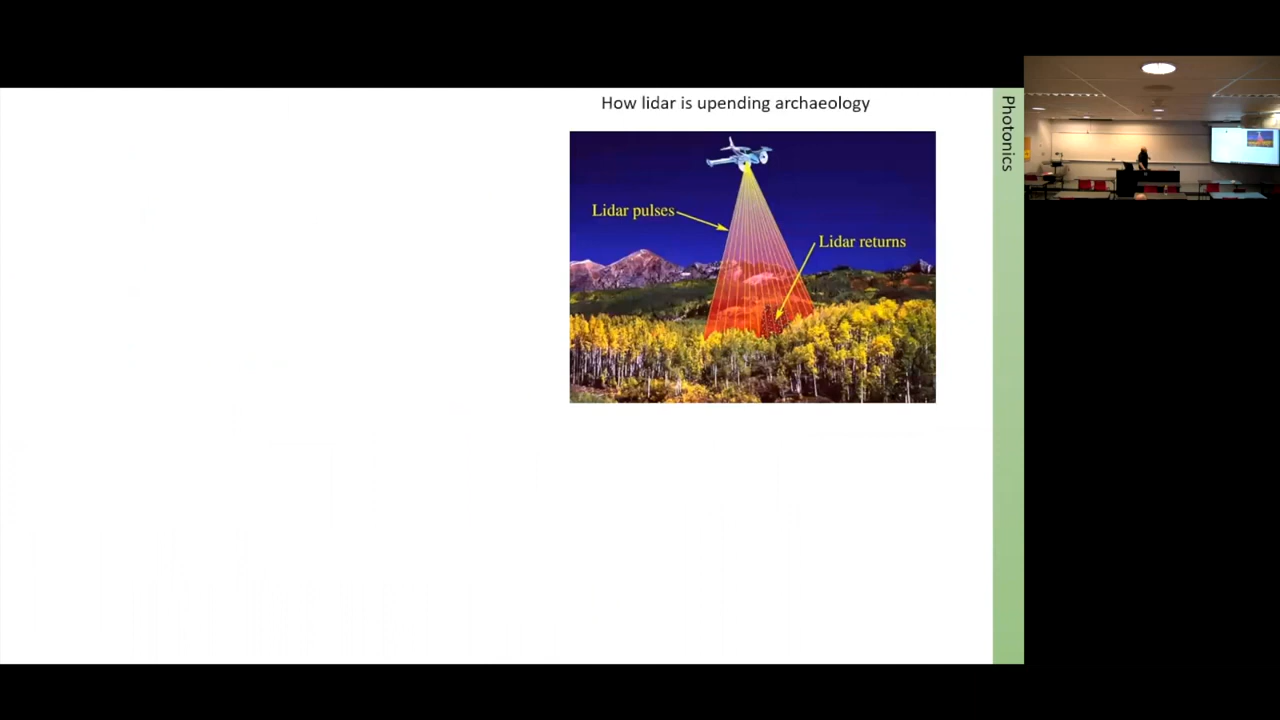 How lidar is upending archaeology
Lidar pulses
Lidar returns
Photonics